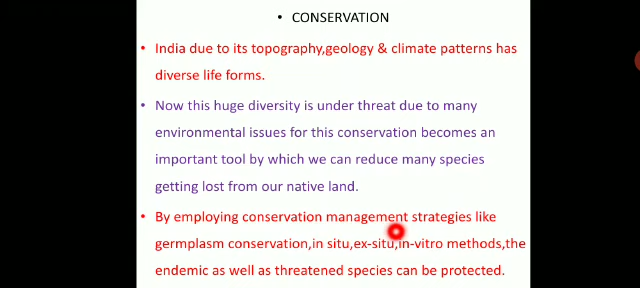 • CONSERVATION
• India due to its topography,geology & climate patterns has
diverse life forms.
• Now this huge diversity is under threat due to many
environmental issues for this conservation becomes an
important tool by which we can reduce many species
getting lost from our native land.
• By employing conservation management strategies like
germplasm conservation,in situ,ex-situ,in-vitro methods,the
endemic as well as threatened species can be protected.